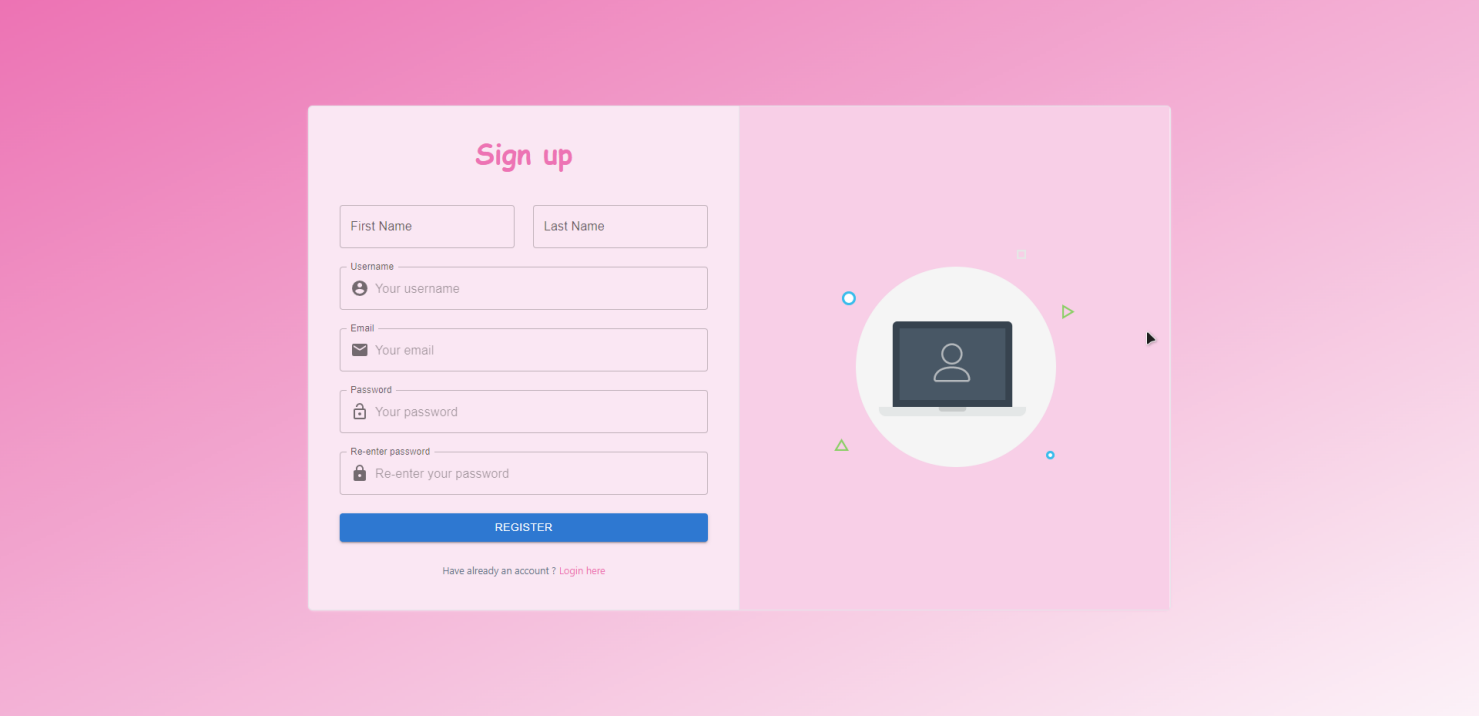 Sign up
First Name
Last Name
Username
Your username
Email
Your email
Password
Your password
Re-enter password
Re-enter your password
REGISTER
Have already an account ? Login here